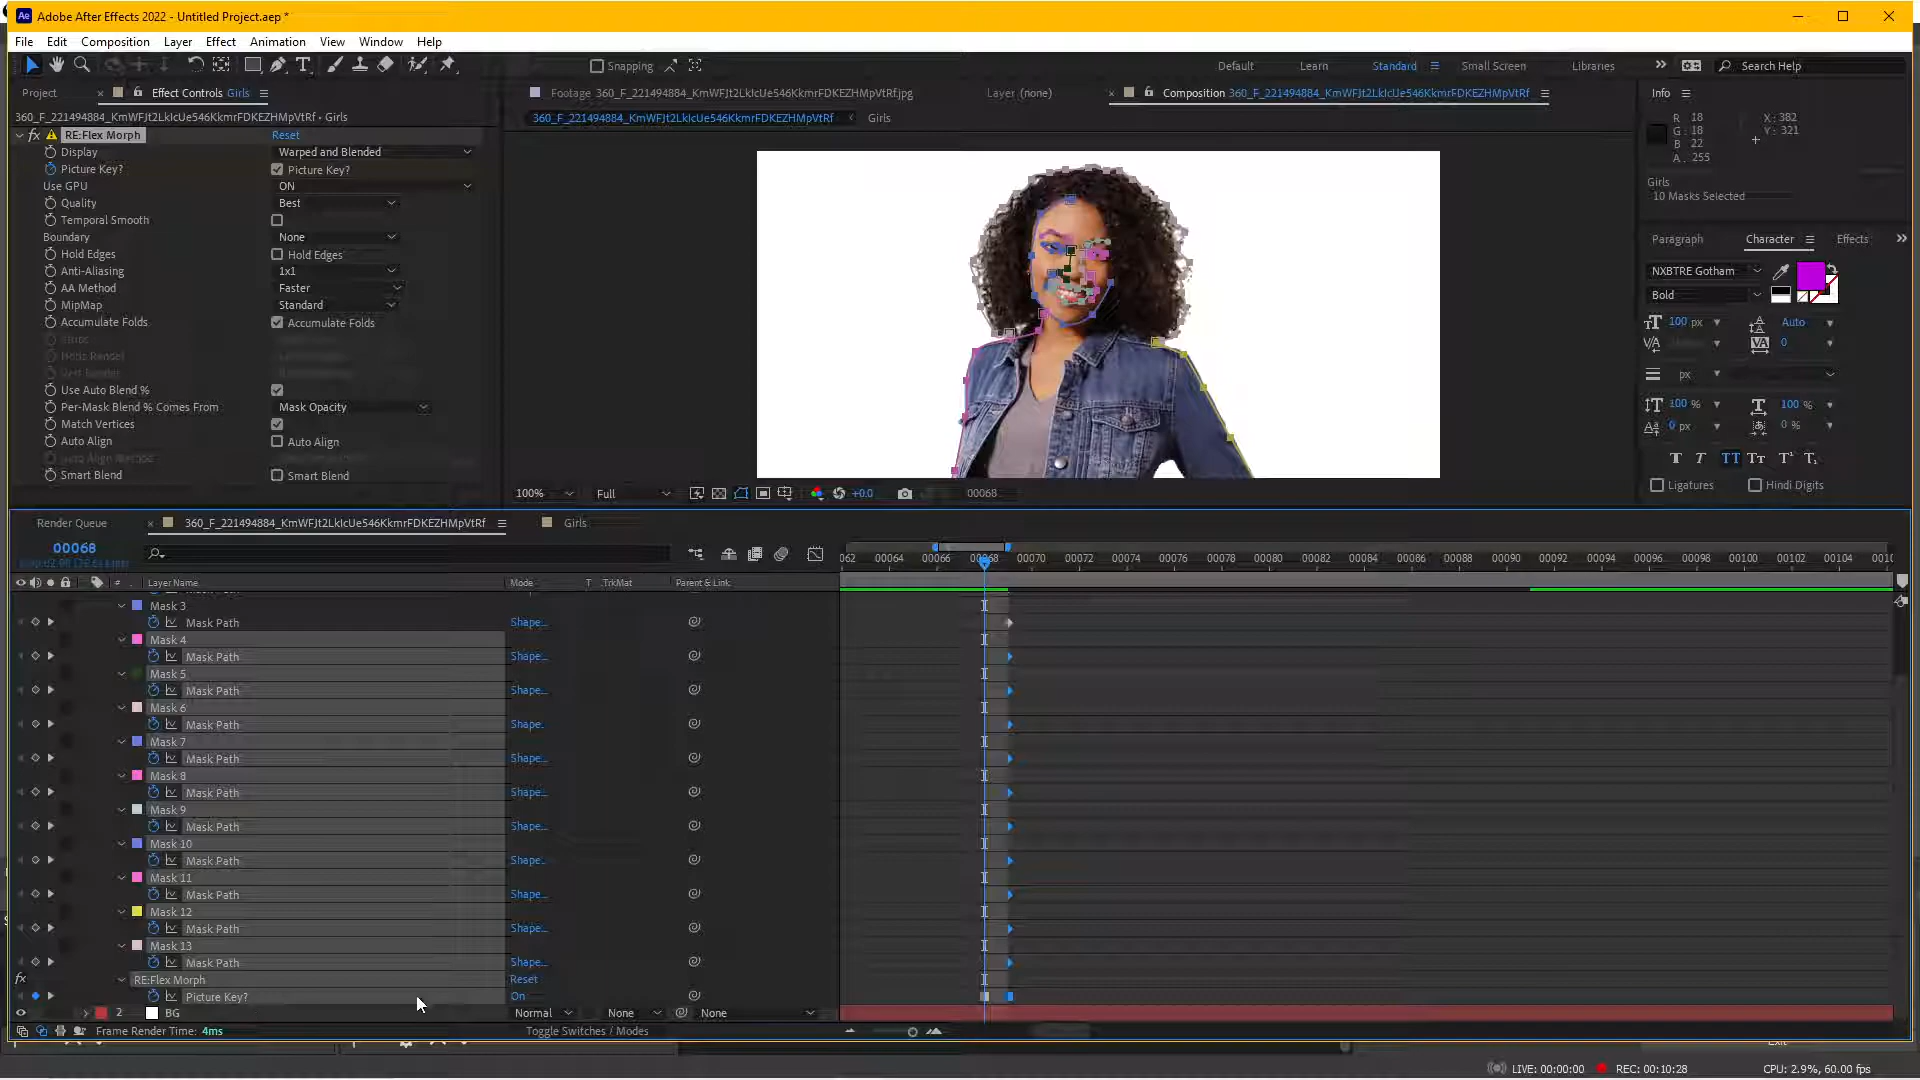 Adobe After Effects 2022 - Untitled Project.aep *
File Edit Composition Layer Effect Animation View Window Help
Snapping
Default Learn Standard Small Screen Libraries
Search Help
Project
Effect Controls Girls
Footage 360_F_221494884_KmWFJt2LkIcUe546KkmrFDKEZHMpVtRf.jpg
Layer (none)
Composition 360_F_221494884_KmWFJt2LkIcUe546KkmrFDKEZHMpVtRf
Info
360_F_221494884_KmWFJt2LkIcUe546KkmrFDKEZHMpVtRf • Girls
360_F_221494884_KmWFJt2LkIcUe546KkmrFDKEZHMpVtRf Girls
RE:Flex Morph Reset
Display Warped and Blended
Picture Key? Picture Key?
Use GPU ON
Quality Best
Temporal Smooth
Boundary None
Hold Edges Hold Edges
Anti-Aliasing 1x1
AA Method Faster
MipMap Standard
Accumulate Folds Accumulate Folds
Use Auto Blend %
Per-Mask Blend % Comes From Mask Opacity
Match Vertices
Auto Align Auto Align
Smart Blend Smart Blend
R: 18
G: 18
B: 22
A: 255
X: 382
Y: 321
Girls
10 Masks Selected
Paragraph Character Effects
NXBTRE Gotham
Bold
100 px Auto
0
px
100 % 100 %
0 px 0 %
Ligatures Hindi Digits
100% Full +0.0 00068
Render Queue
360_F_221494884_KmWFJt2LkIcUe546KkmrFDKEZHMpVtRf
Girls
00068
062 00064 00066 00068 00070 00072 00074 00076 00078 00080 00082 00084 00086 00088 00090 00092 00094 00096 00098 00100 00102 00104 0010
# Layer Name Mode T .TrkMat Parent & Link
Mask 3
Mask Path Shape...
Mask 4
Mask Path Shape...
Mask 5
Mask Path Shape...
Mask 6
Mask Path Shape...
Mask 7
Mask Path Shape...
Mask 8
Mask Path Shape...
Mask 9
Mask Path Shape...
Mask 10
Mask Path Shape...
Mask 11
Mask Path Shape...
Mask 12
Mask Path Shape...
Mask 13
Mask Path Shape...
RE:Flex Morph Reset
Picture Key? On
2 BG Normal None None
Frame Render Time: 4ms
Toggle Switches / Modes
Exit
LIVE: 00:00:00 REC: 00:10:28 CPU: 2.9%, 60.00 fps